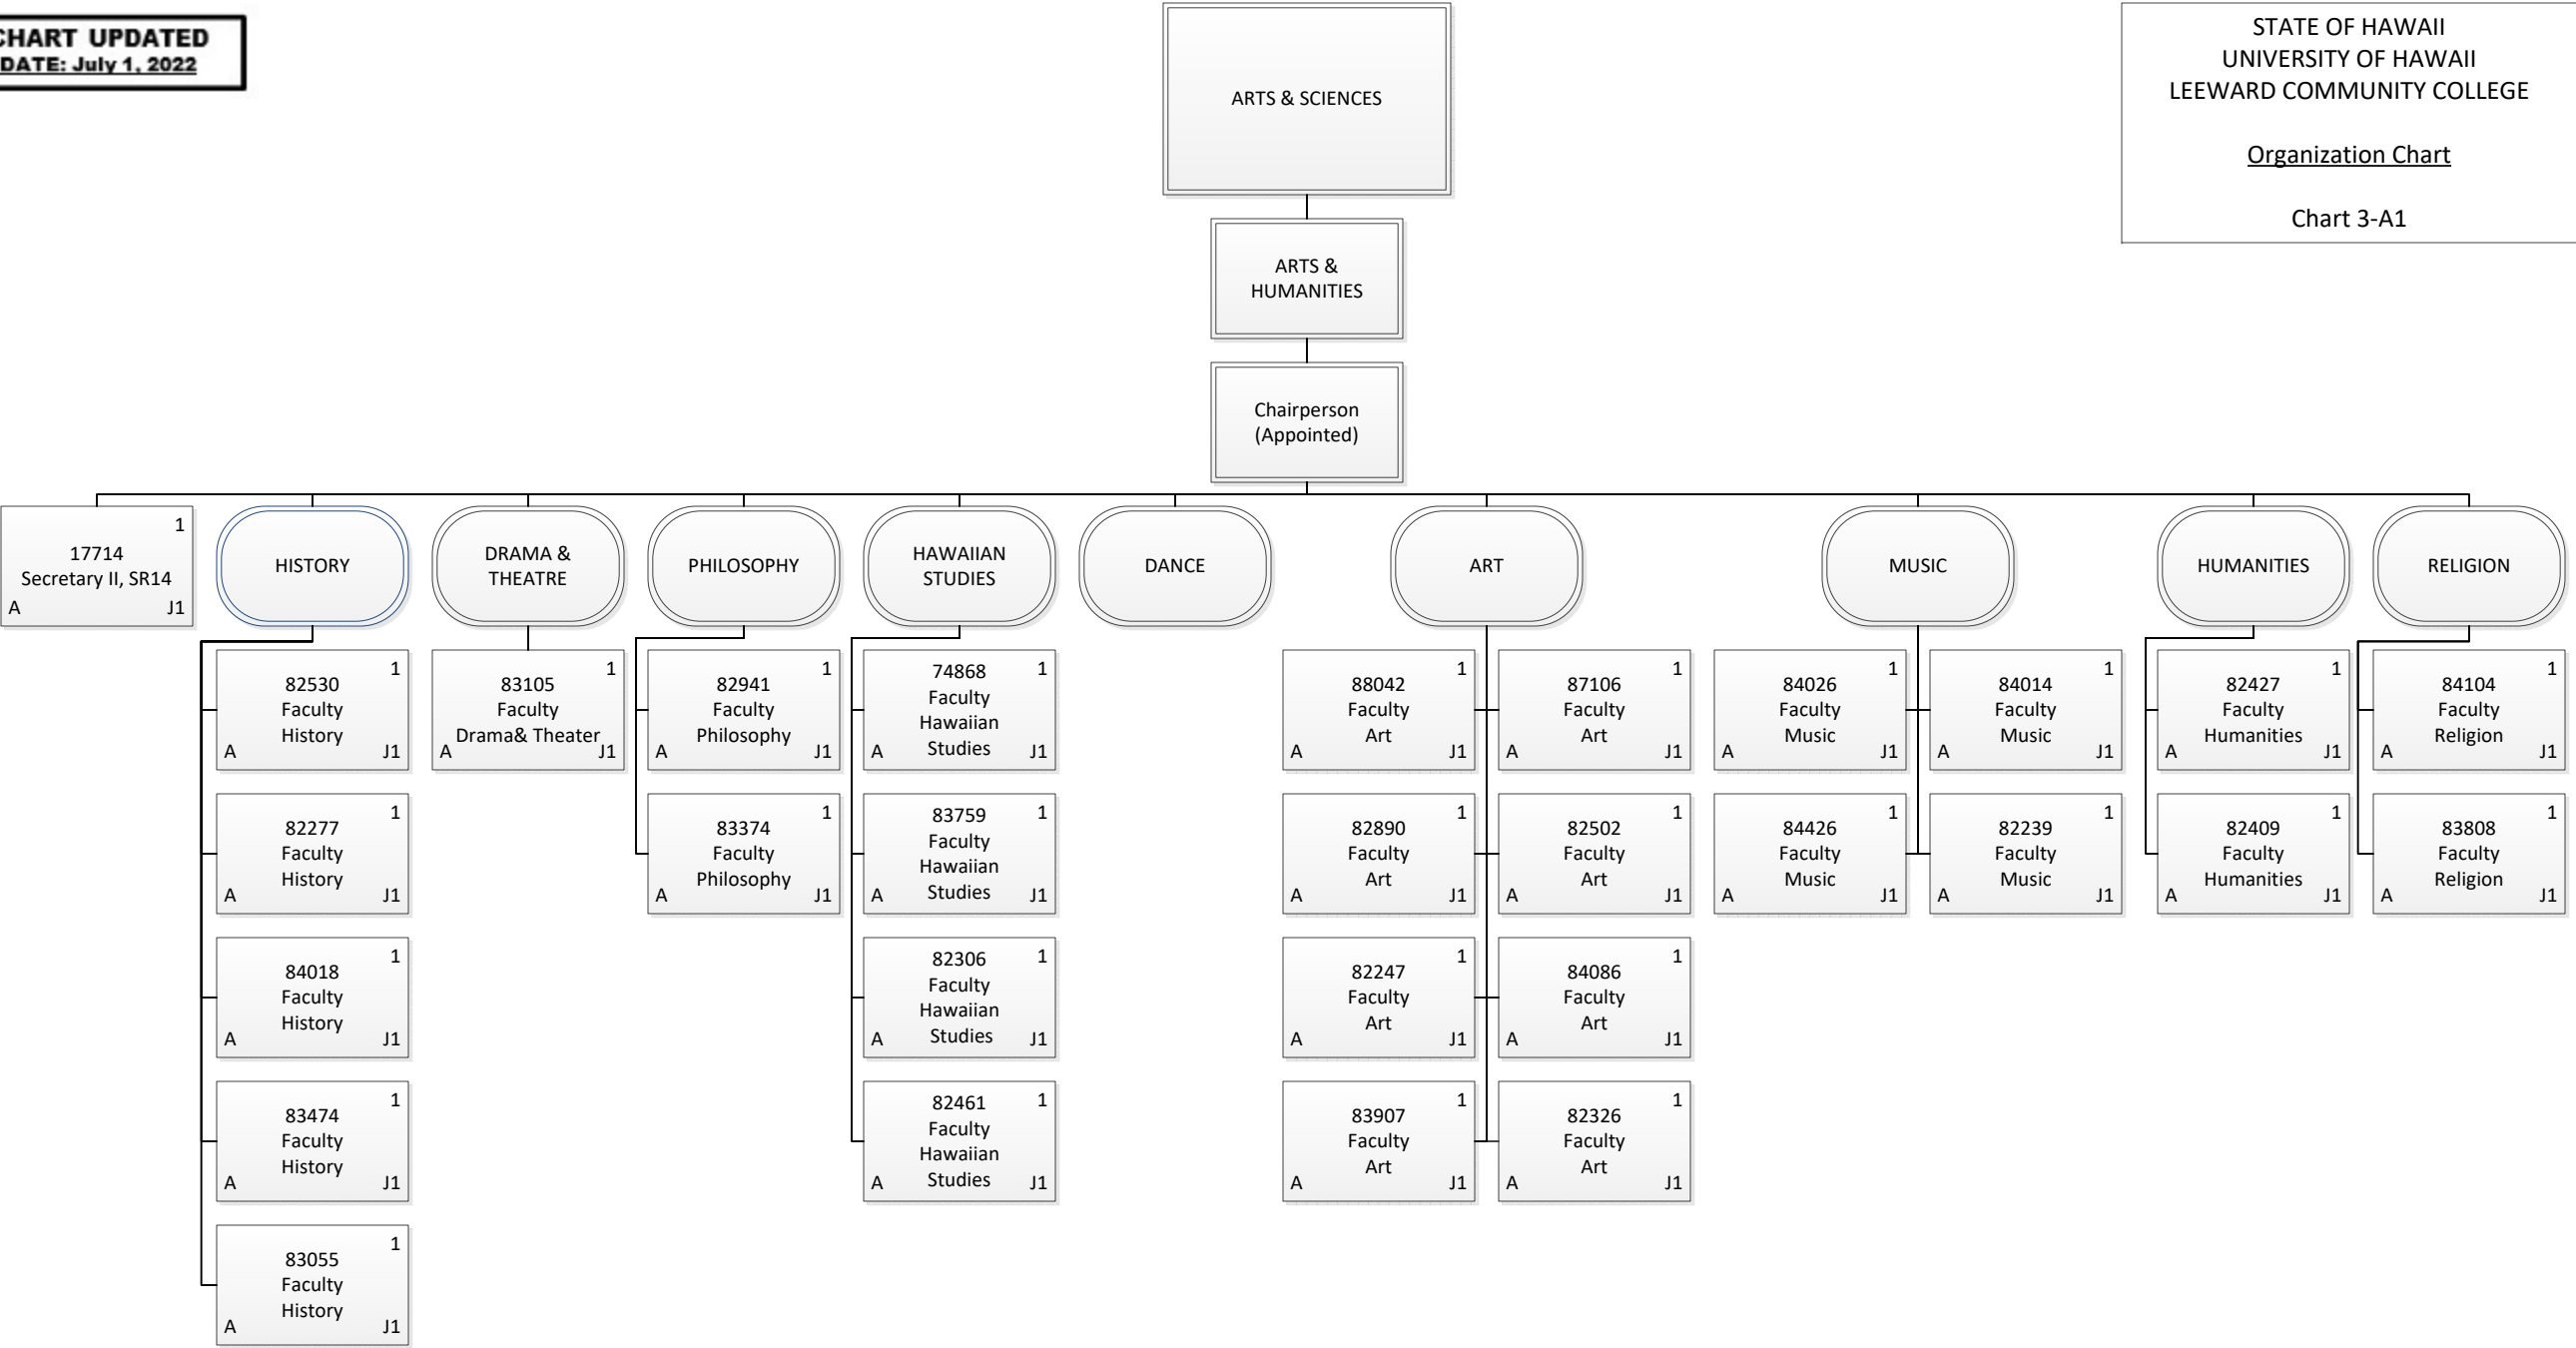 CHART UPDATED
DATE: July 1, 2022
STATE OF HAWAII
UNIVERSITY OF HAWAII
LEEWARD COMMUNITY COLLEGE
Organization Chart
Chart 3-A1
ARTS & SCIENCES
ARTS &
HUMANITIES
Chairperson
(Appointed)
1
17714
Secretary II, SR14
A J1
HISTORY
1
82530
Faculty
History
A J1
1
82277
Faculty
History
A J1
1
84018
Faculty
History
A J1
1
83474
Faculty
History
A J1
1
83055
Faculty
History
A J1
DRAMA &
THEATRE
1
83105
Faculty
Drama& Theater
A J1
PHILOSOPHY
1
82941
Faculty
Philosophy
A J1
1
83374
Faculty
Philosophy
A J1
HAWAIIAN
STUDIES
1
74868
Faculty
Hawaiian
Studies
A J1
1
83759
Faculty
Hawaiian
Studies
A J1
1
82306
Faculty
Hawaiian
Studies
A J1
1
82461
Faculty
Hawaiian
Studies
A J1
DANCE
ART
1
88042
Faculty
Art
A J1
1
87106
Faculty
Art
A J1
1
82890
Faculty
Art
A J1
1
82502
Faculty
Art
A J1
1
82247
Faculty
Art
A J1
1
84086
Faculty
Art
A J1
1
83907
Faculty
Art
A J1
1
82326
Faculty
Art
A J1
MUSIC
1
84026
Faculty
Music
A J1
1
84014
Faculty
Music
A J1
1
84426
Faculty
Music
A J1
1
82239
Faculty
Music
A J1
HUMANITIES
1
82427
Faculty
Humanities
A J1
1
82409
Faculty
Humanities
A J1
RELIGION
1
84104
Faculty
Religion
A J1
1
83808
Faculty
Religion
A J1